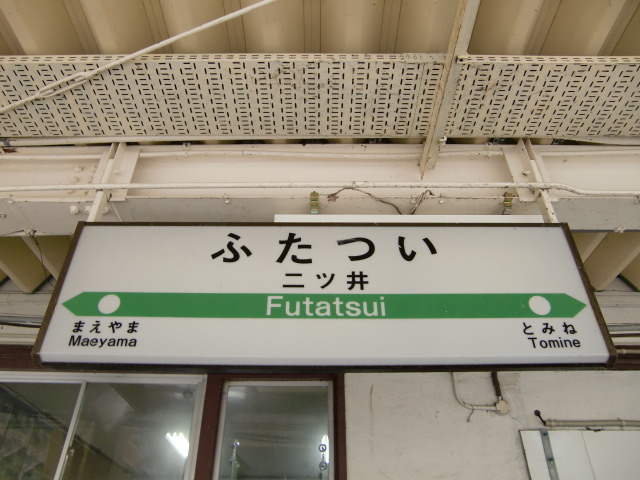 ふたつい
二ツ井
Futatsui
まえやま
Maeyama
とみね
Tomine